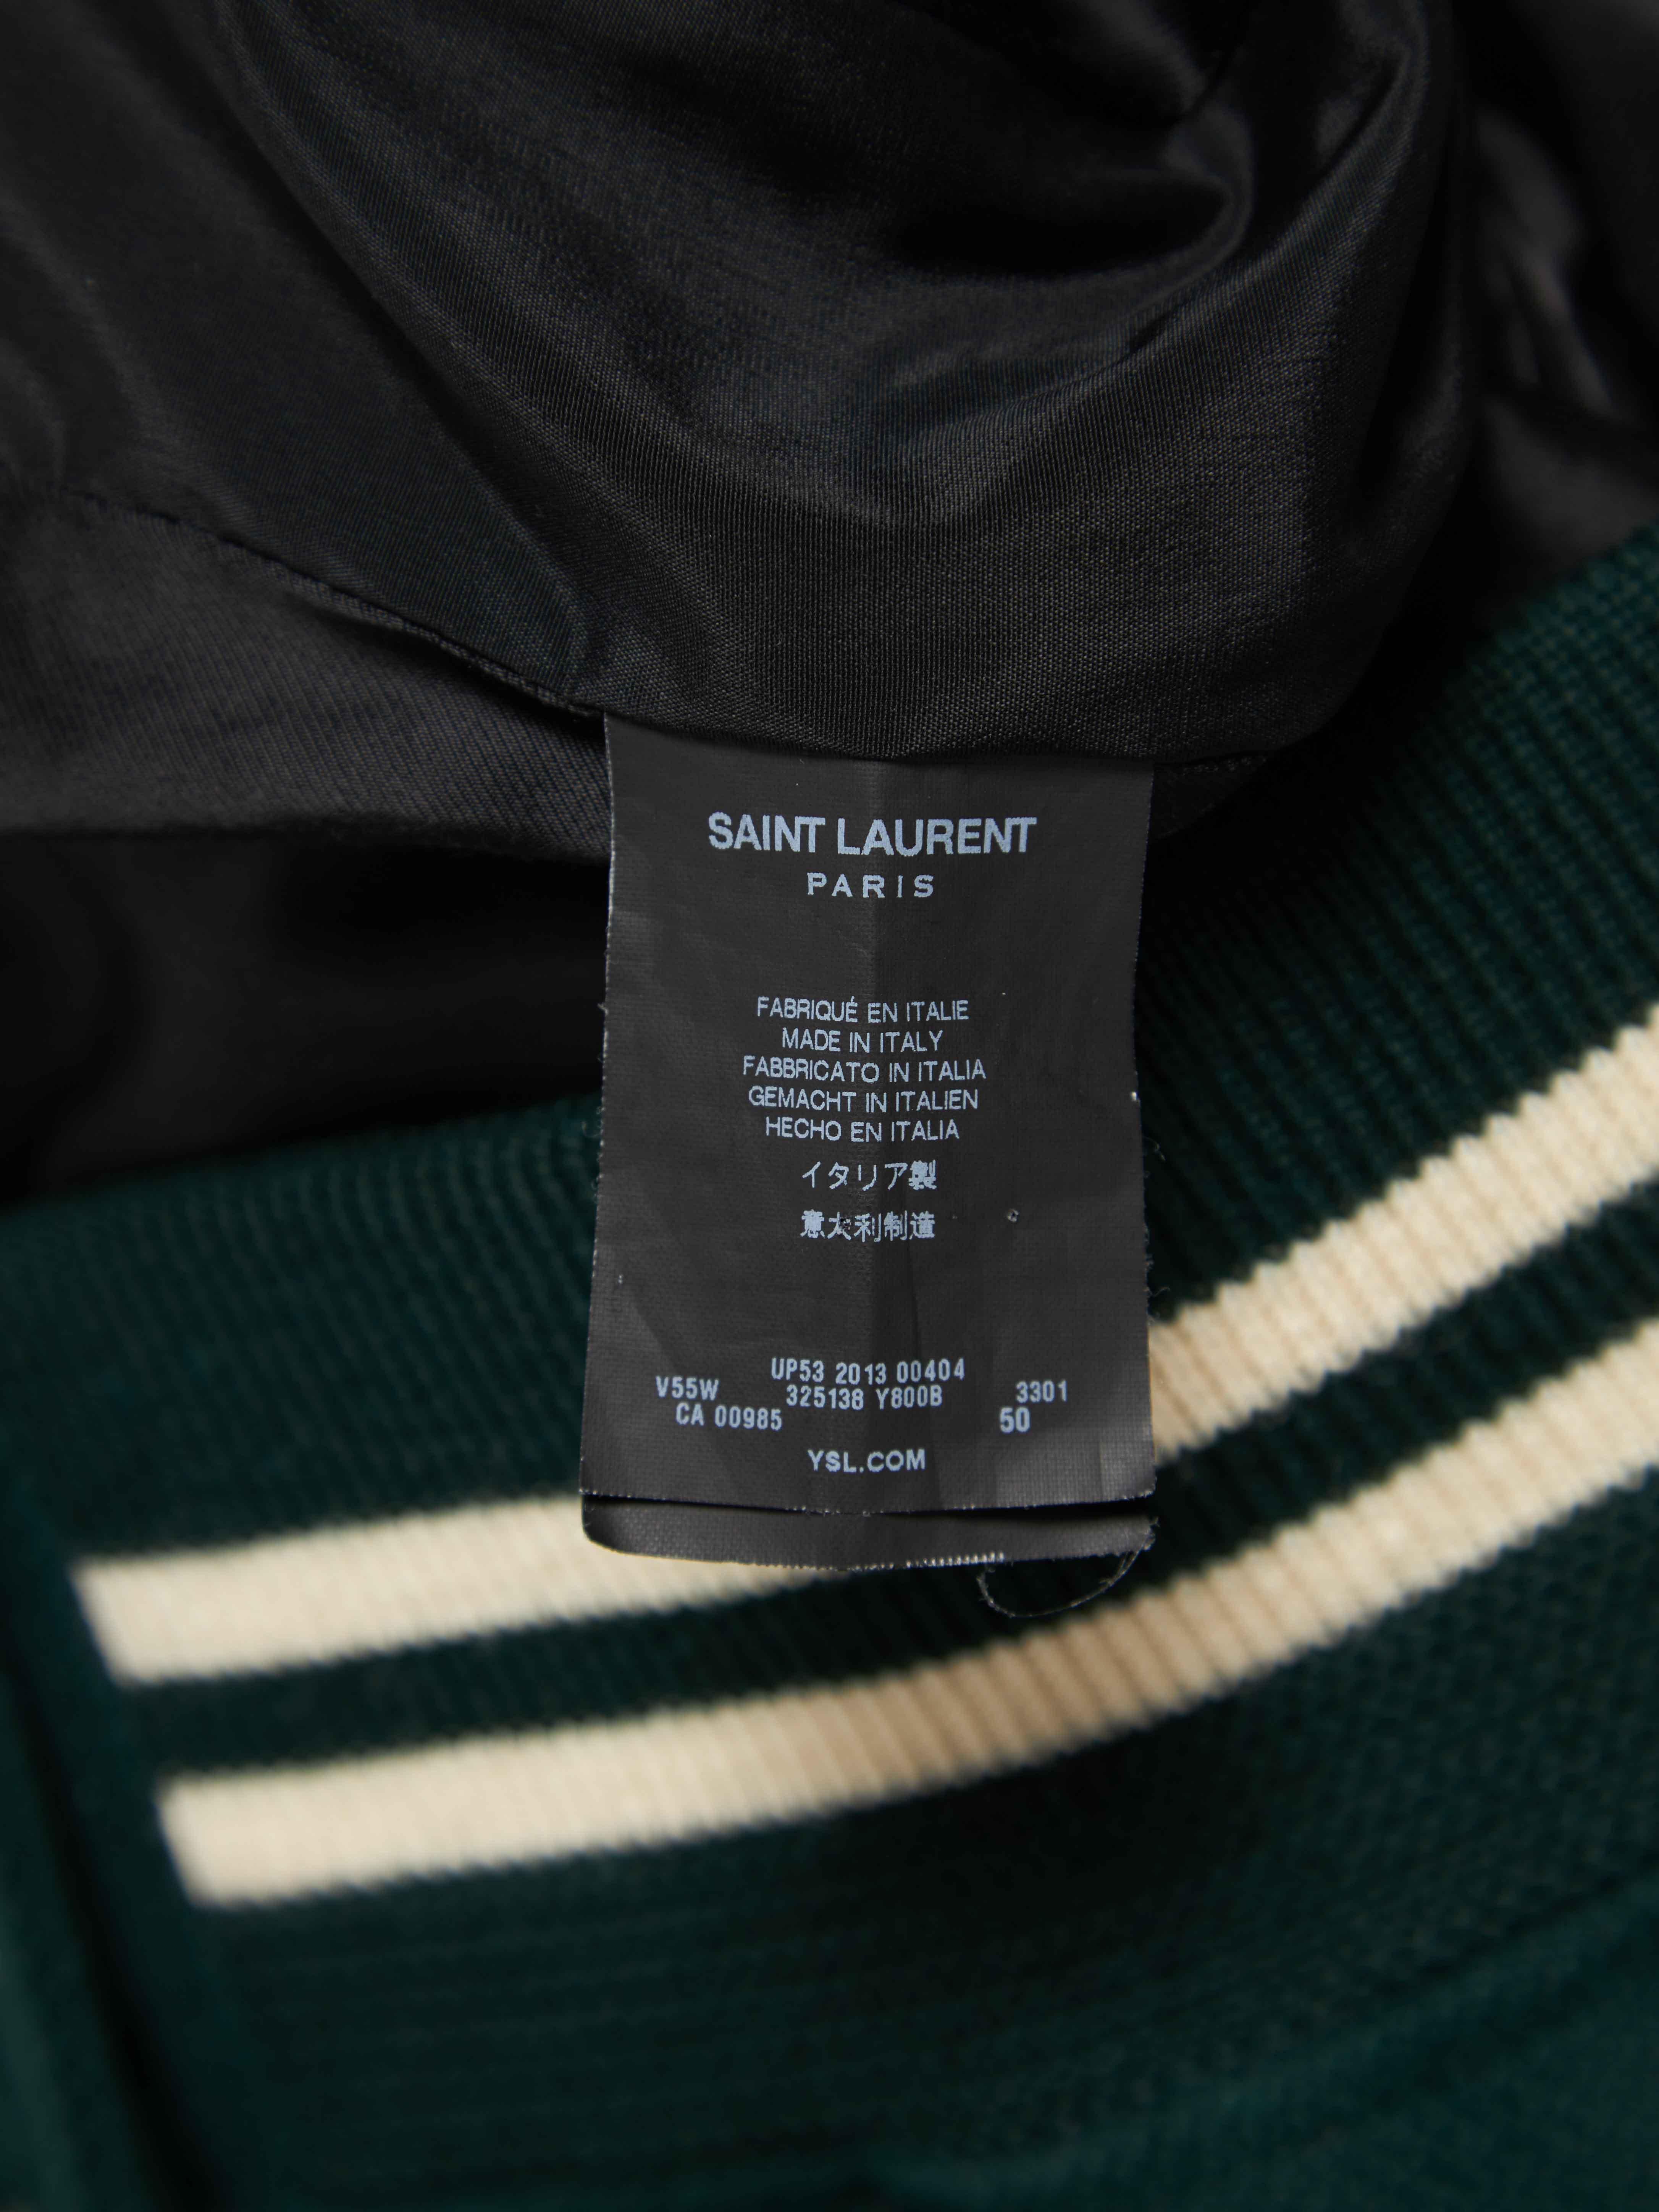 SAINT LAURENT
PARIS
FABRIQUÉ EN ITALIE
MADE IN ITALY
FABBRICATO IN ITALIA
GEMACHT IN ITALIEN
HECHO EN ITALIA
イタリア製
意大利制造
UP53 2013 00404
V55W 325138 Y800B 3301
CA 00985 50
YSL.COM